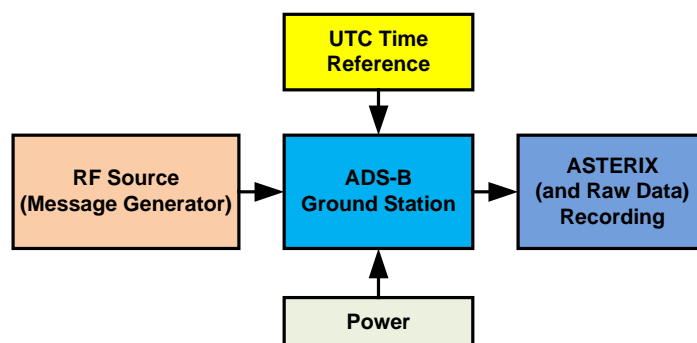 UTC Time
Reference
RF Source
(Message Generator)
ADS-B
Ground Station
ASTERIX
(and Raw Data)
Recording
Power